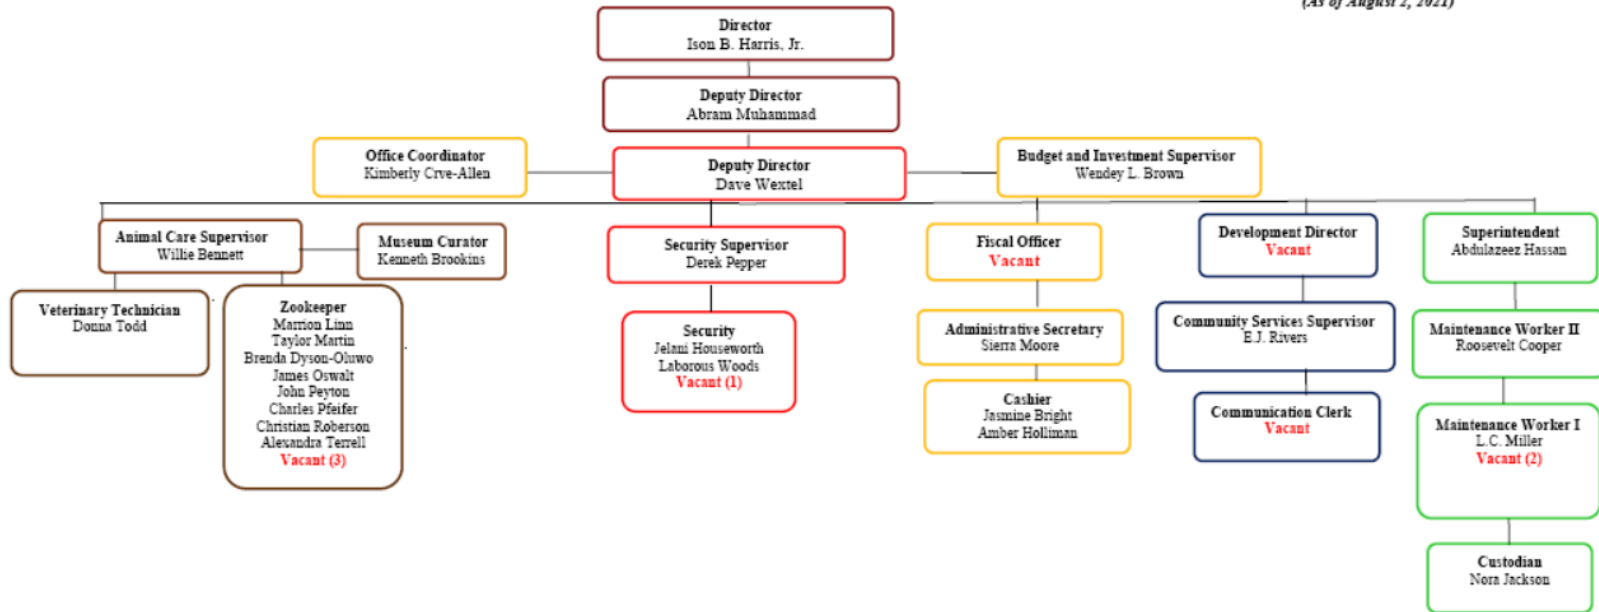 (As of August 2, 2021)
Director
Ison B. Harris, Jr.
Deputy Director
Abram Muhammad
Office Coordinator
Kimberly Crve-Allen
Deputy Director
Dave Wextel
Budget and Investment Supervisor
Wendey L. Brown
Animal Care Supervisor
Willie Bennett
Museum Curator
Kenneth Brookins
Security Supervisor
Derek Pepper
Fiscal Officer
Vacant
Development Director
Vacant
Superintendent
Abdulazeez Hassan
Veterinary Technician
Donna Todd
Zookeeper
Marrion Linn
Taylor Martin
Brenda Dyson-Oluwo
James Oswalt
John Peyton
Charles Pfeifer
Christian Roberson
Alexandra Terrell
Vacant (3)
Security
Jelani Houseworth
Laborous Woods
Vacant (1)
Administrative Secretary
Sierra Moore
Cashier
Jasmine Bright
Amber Holliman
Community Services Supervisor
E.J. Rivers
Communication Clerk
Vacant
Maintenance Worker II
Roosevelt Cooper
Maintenance Worker I
L.C. Miller
Vacant (2)
Custodian
Nora Jackson